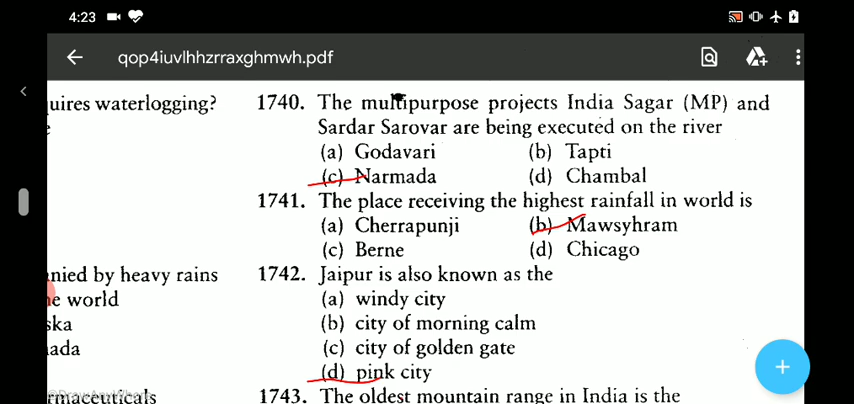 4:23
qop4iuvlhhzrraxghmwh.pdf
uires waterlogging?
e
nied by heavy rains
e world
ska
ada
rmaceuticals
1740. The multipurpose projects India Sagar (MP) and
Sardar Sarovar are being executed on the river
(a) Godavari (b) Tapti
(c) Narmada (d) Chambal
1741. The place receiving the highest rainfall in world is
(a) Cherrapunji (b) Mawsyhram
(c) Berne (d) Chicago
1742. Jaipur is also known as the
(a) windy city
(b) city of morning calm
(c) city of golden gate
(d) pink city
1743. The oldest mountain range in India is the